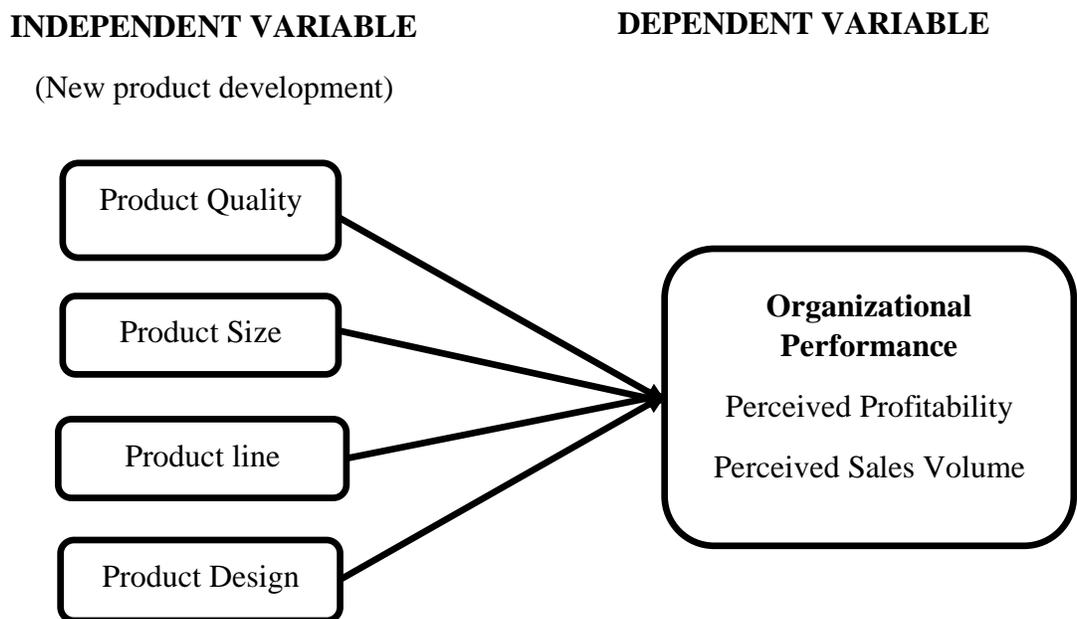 INDEPENDENT VARIABLE
(New product development)
Product Quality
Product Size
Product line
Product Design
DEPENDENT VARIABLE
Organizational
Performance
Perceived Profitability
Perceived Sales Volume